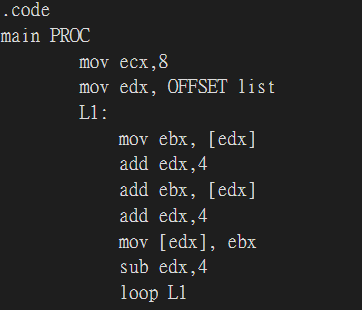 .code
main PROC
mov ecx,8
mov edx, OFFSET list
L1:
mov ebx, [edx]
add edx,4
add ebx, [edx]
add edx,4
mov [edx], ebx
sub edx,4
loop L1